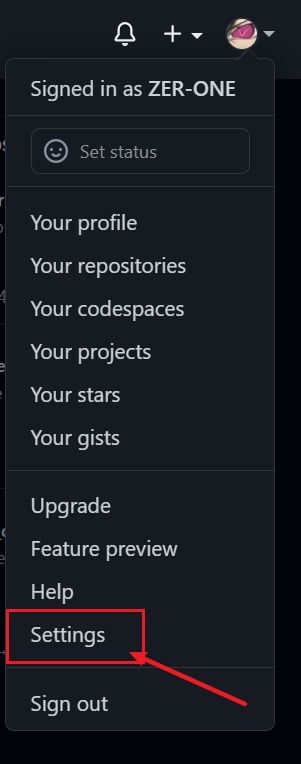 Signed in as ZER-ONE
Set status
Your profile
Your repositories
Your codespaces
Your projects
Your stars
Your gists
Upgrade
Feature preview
Help
Settings
Sign out